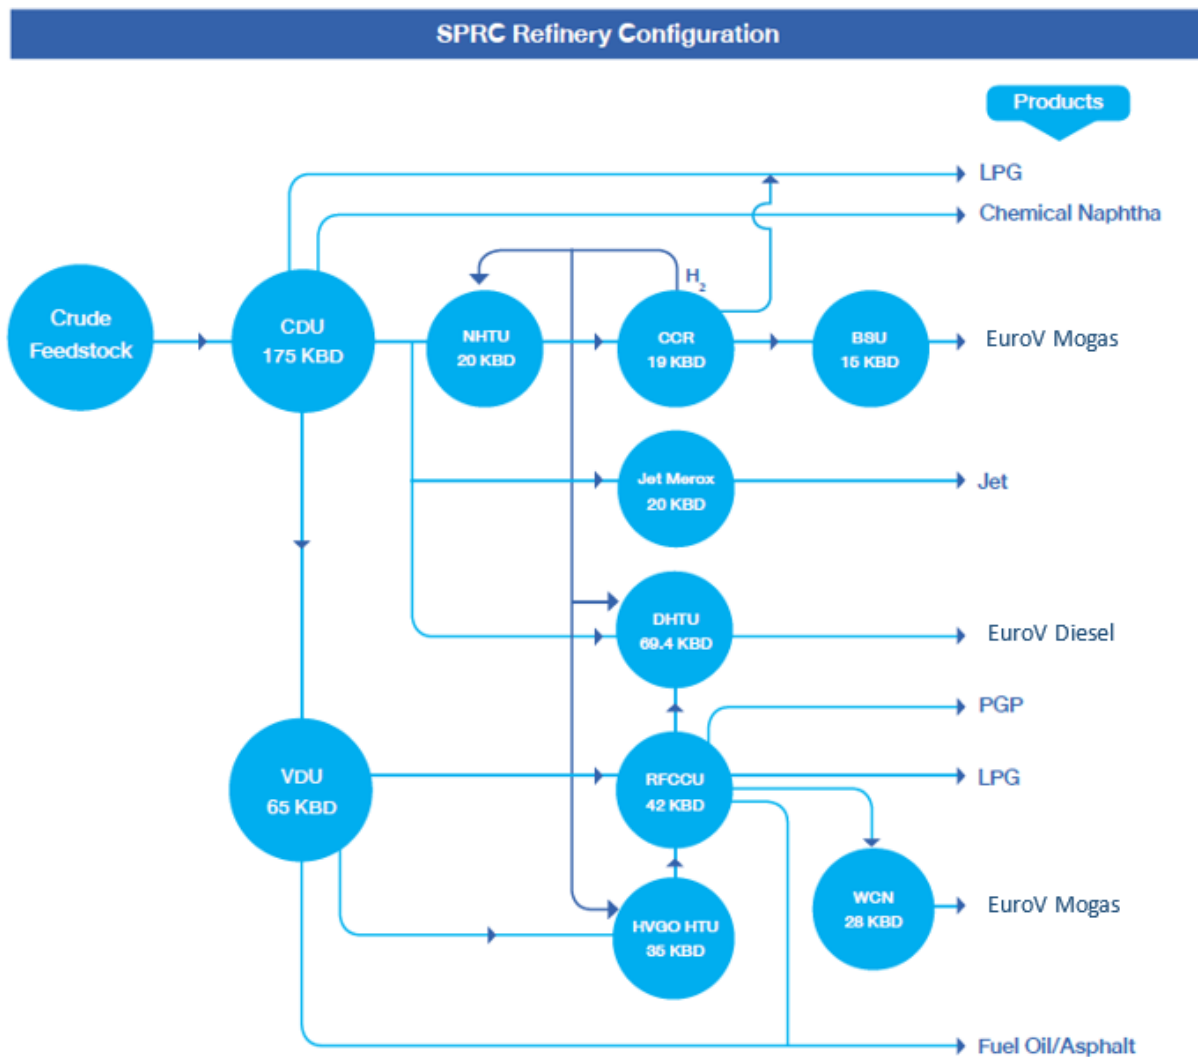 SPRC Refinery Configuration
Products
LPG
Chemical Naphtha
Crude
Feedstock
CDU
175 KBD
NHTU
20 KBD
H2
CCR
19 KBD
BSU
15 KBD
EuroV Mogas
Jet Merox
20 KBD
Jet
DHTU
69.4 KBD
EuroV Diesel
PGP
VDU
65 KBD
RFCCU
42 KBD
LPG
HVGO HTU
35 KBD
WCN
28 KBD
EuroV Mogas
Fuel Oil/Asphalt